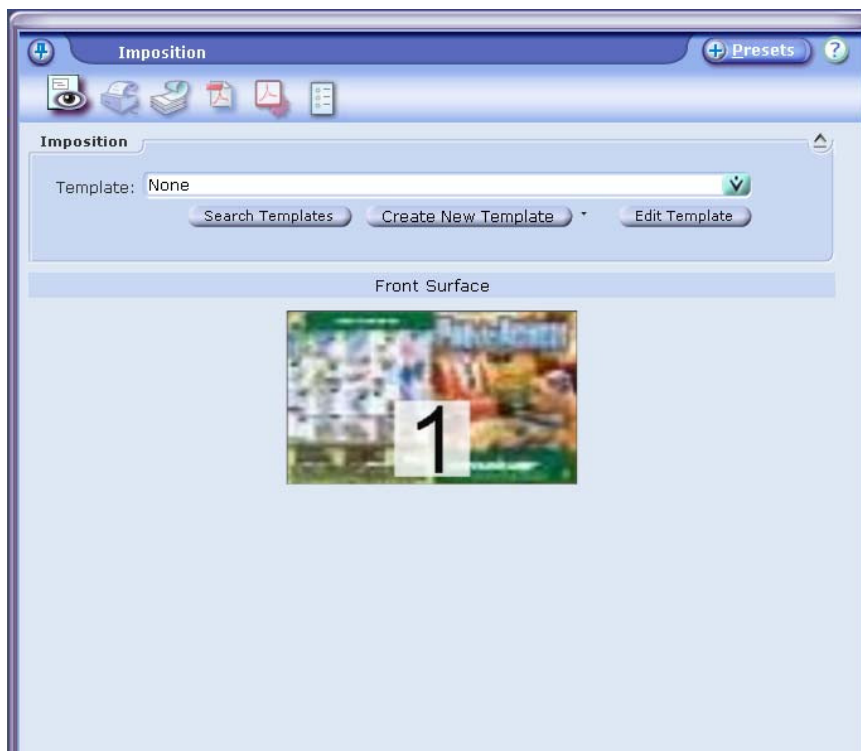 Imposition
Presets
?
Imposition
Template: None
Search Templates Create New Template Edit Template
Front Surface
1